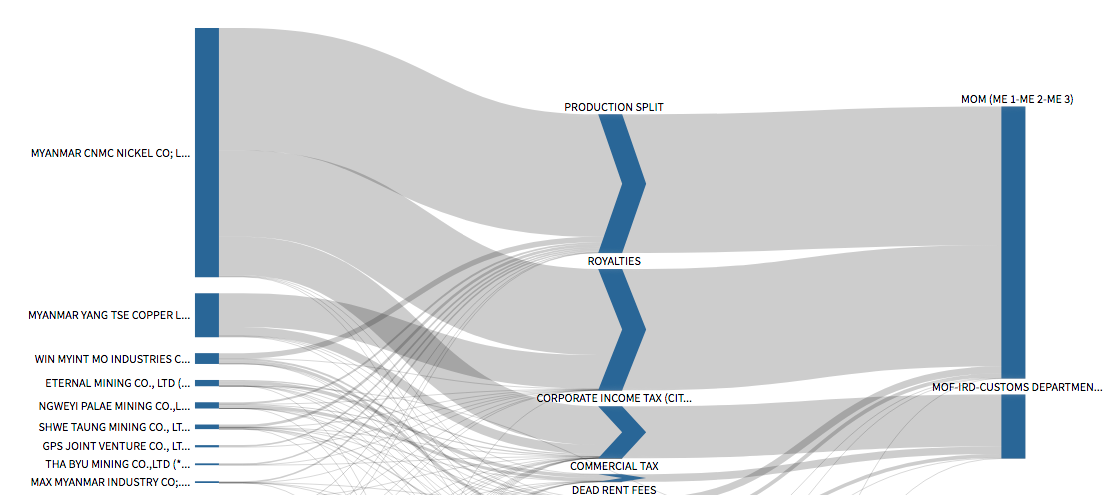 MOM (ME 1-ME 2-ME 3)
PRODUCTION SPLIT
MYANMAR CNMC NICKEL CO; L...
ROYALTIES
MYANMAR YANG TSE COPPER L...
WIN MYINT MO INDUSTRIES C...
ETERNAL MINING CO., LTD (...
MOF-IRD-CUSTOMS DEPARTMEN...
CORPORATE INCOME TAX (CIT...
NGWEYI PALAE MINING CO.,L...
SHWE TAUNG MINING CO., LT...
GPS JOINT VENTURE CO., LT...
THA BYU MINING CO.,LTD (*...
COMMERCIAL TAX
MAX MYANMAR INDUSTRY CO;....
DEAD RENT FEES